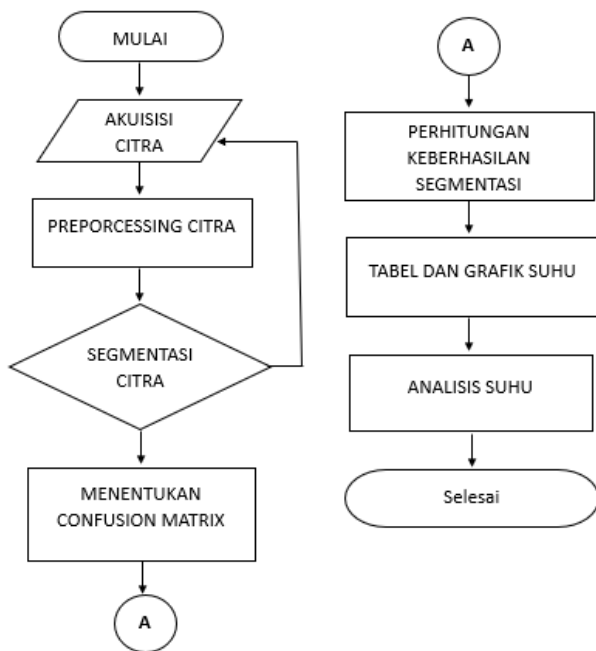 MULAI
AKUISISI
CITRA
PREPORCESSING CITRA
SEGMENTASI
CITRA
MENENTUKAN
CONFUSION MATRIX
A
A
PERHITUNGAN
KEBERHASILAN
SEGMENTASI
TABEL DAN GRAFIK SUHU
ANALISIS SUHU
Selesai